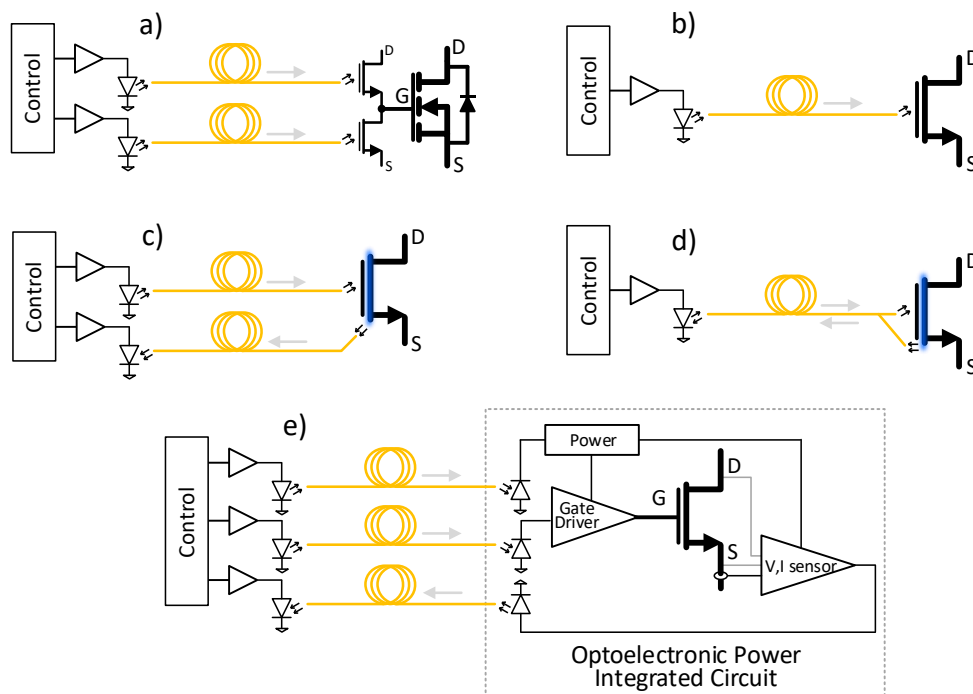 a)
Control
D
S
G
D
S
b)
Control
D
S
c)
Control
D
S
d)
Control
D
S
e)
Control
Power
Gate
Driver
G
D
S
V,I sensor
Optoelectronic Power
Integrated Circuit